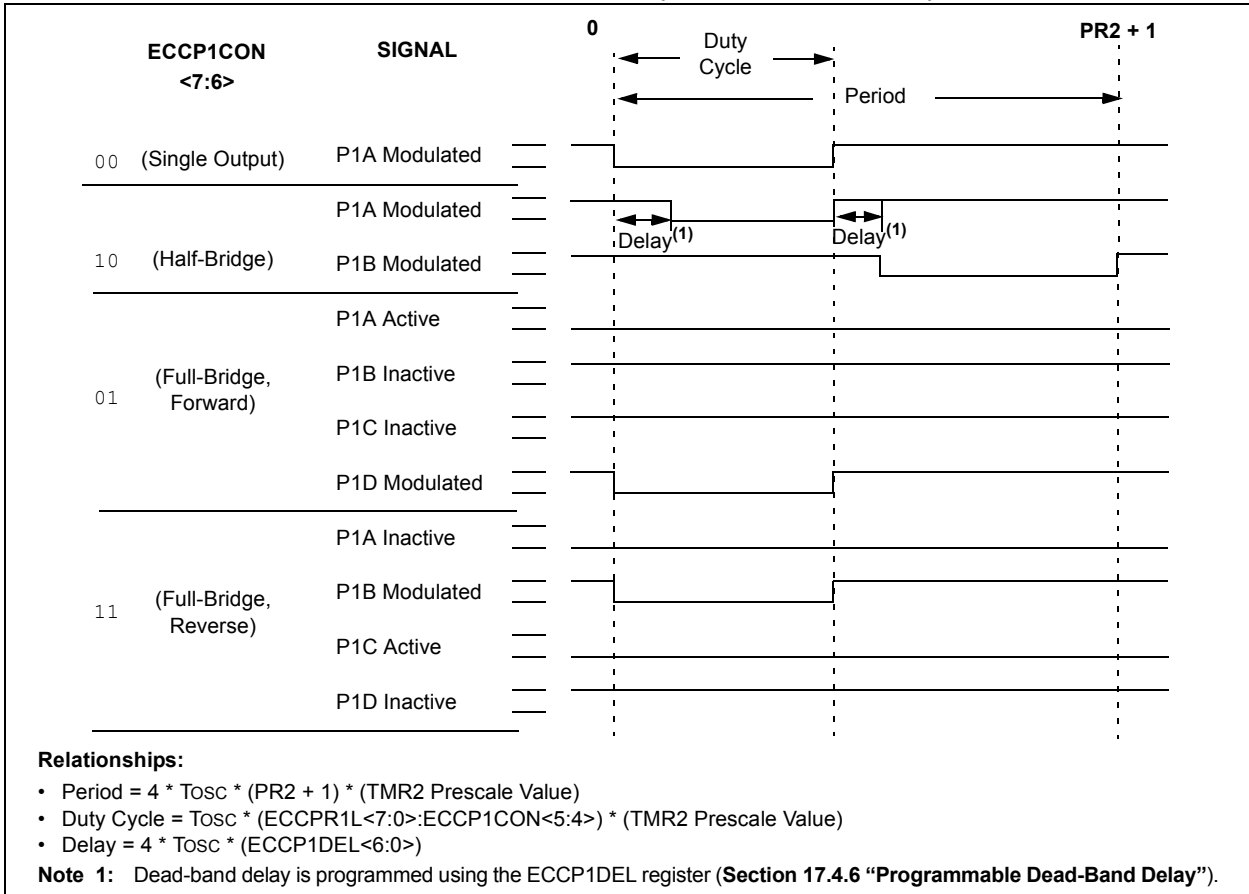 0
PR2 + 1
ECCP1CON
<7:6>
SIGNAL
Duty
Cycle
Period
00 (Single Output) P1A Modulated
P1A Modulated
Delay(1)
Delay(1)
10 (Half-Bridge) P1B Modulated
P1A Active
01 (Full-Bridge,
Forward)
P1B Inactive
P1C Inactive
P1D Modulated
P1A Inactive
11 (Full-Bridge,
Reverse)
P1B Modulated
P1C Active
P1D Inactive
Relationships:
• Period = 4 * TOSC * (PR2 + 1) * (TMR2 Prescale Value)
• Duty Cycle = TOSC * (ECCPR1L<7:0>:ECCP1CON<5:4>) * (TMR2 Prescale Value)
• Delay = 4 * TOSC * (ECCP1DEL<6:0>)
Note 1: Dead-band delay is programmed using the ECCP1DEL register (Section 17.4.6 “Programmable Dead-Band Delay”).